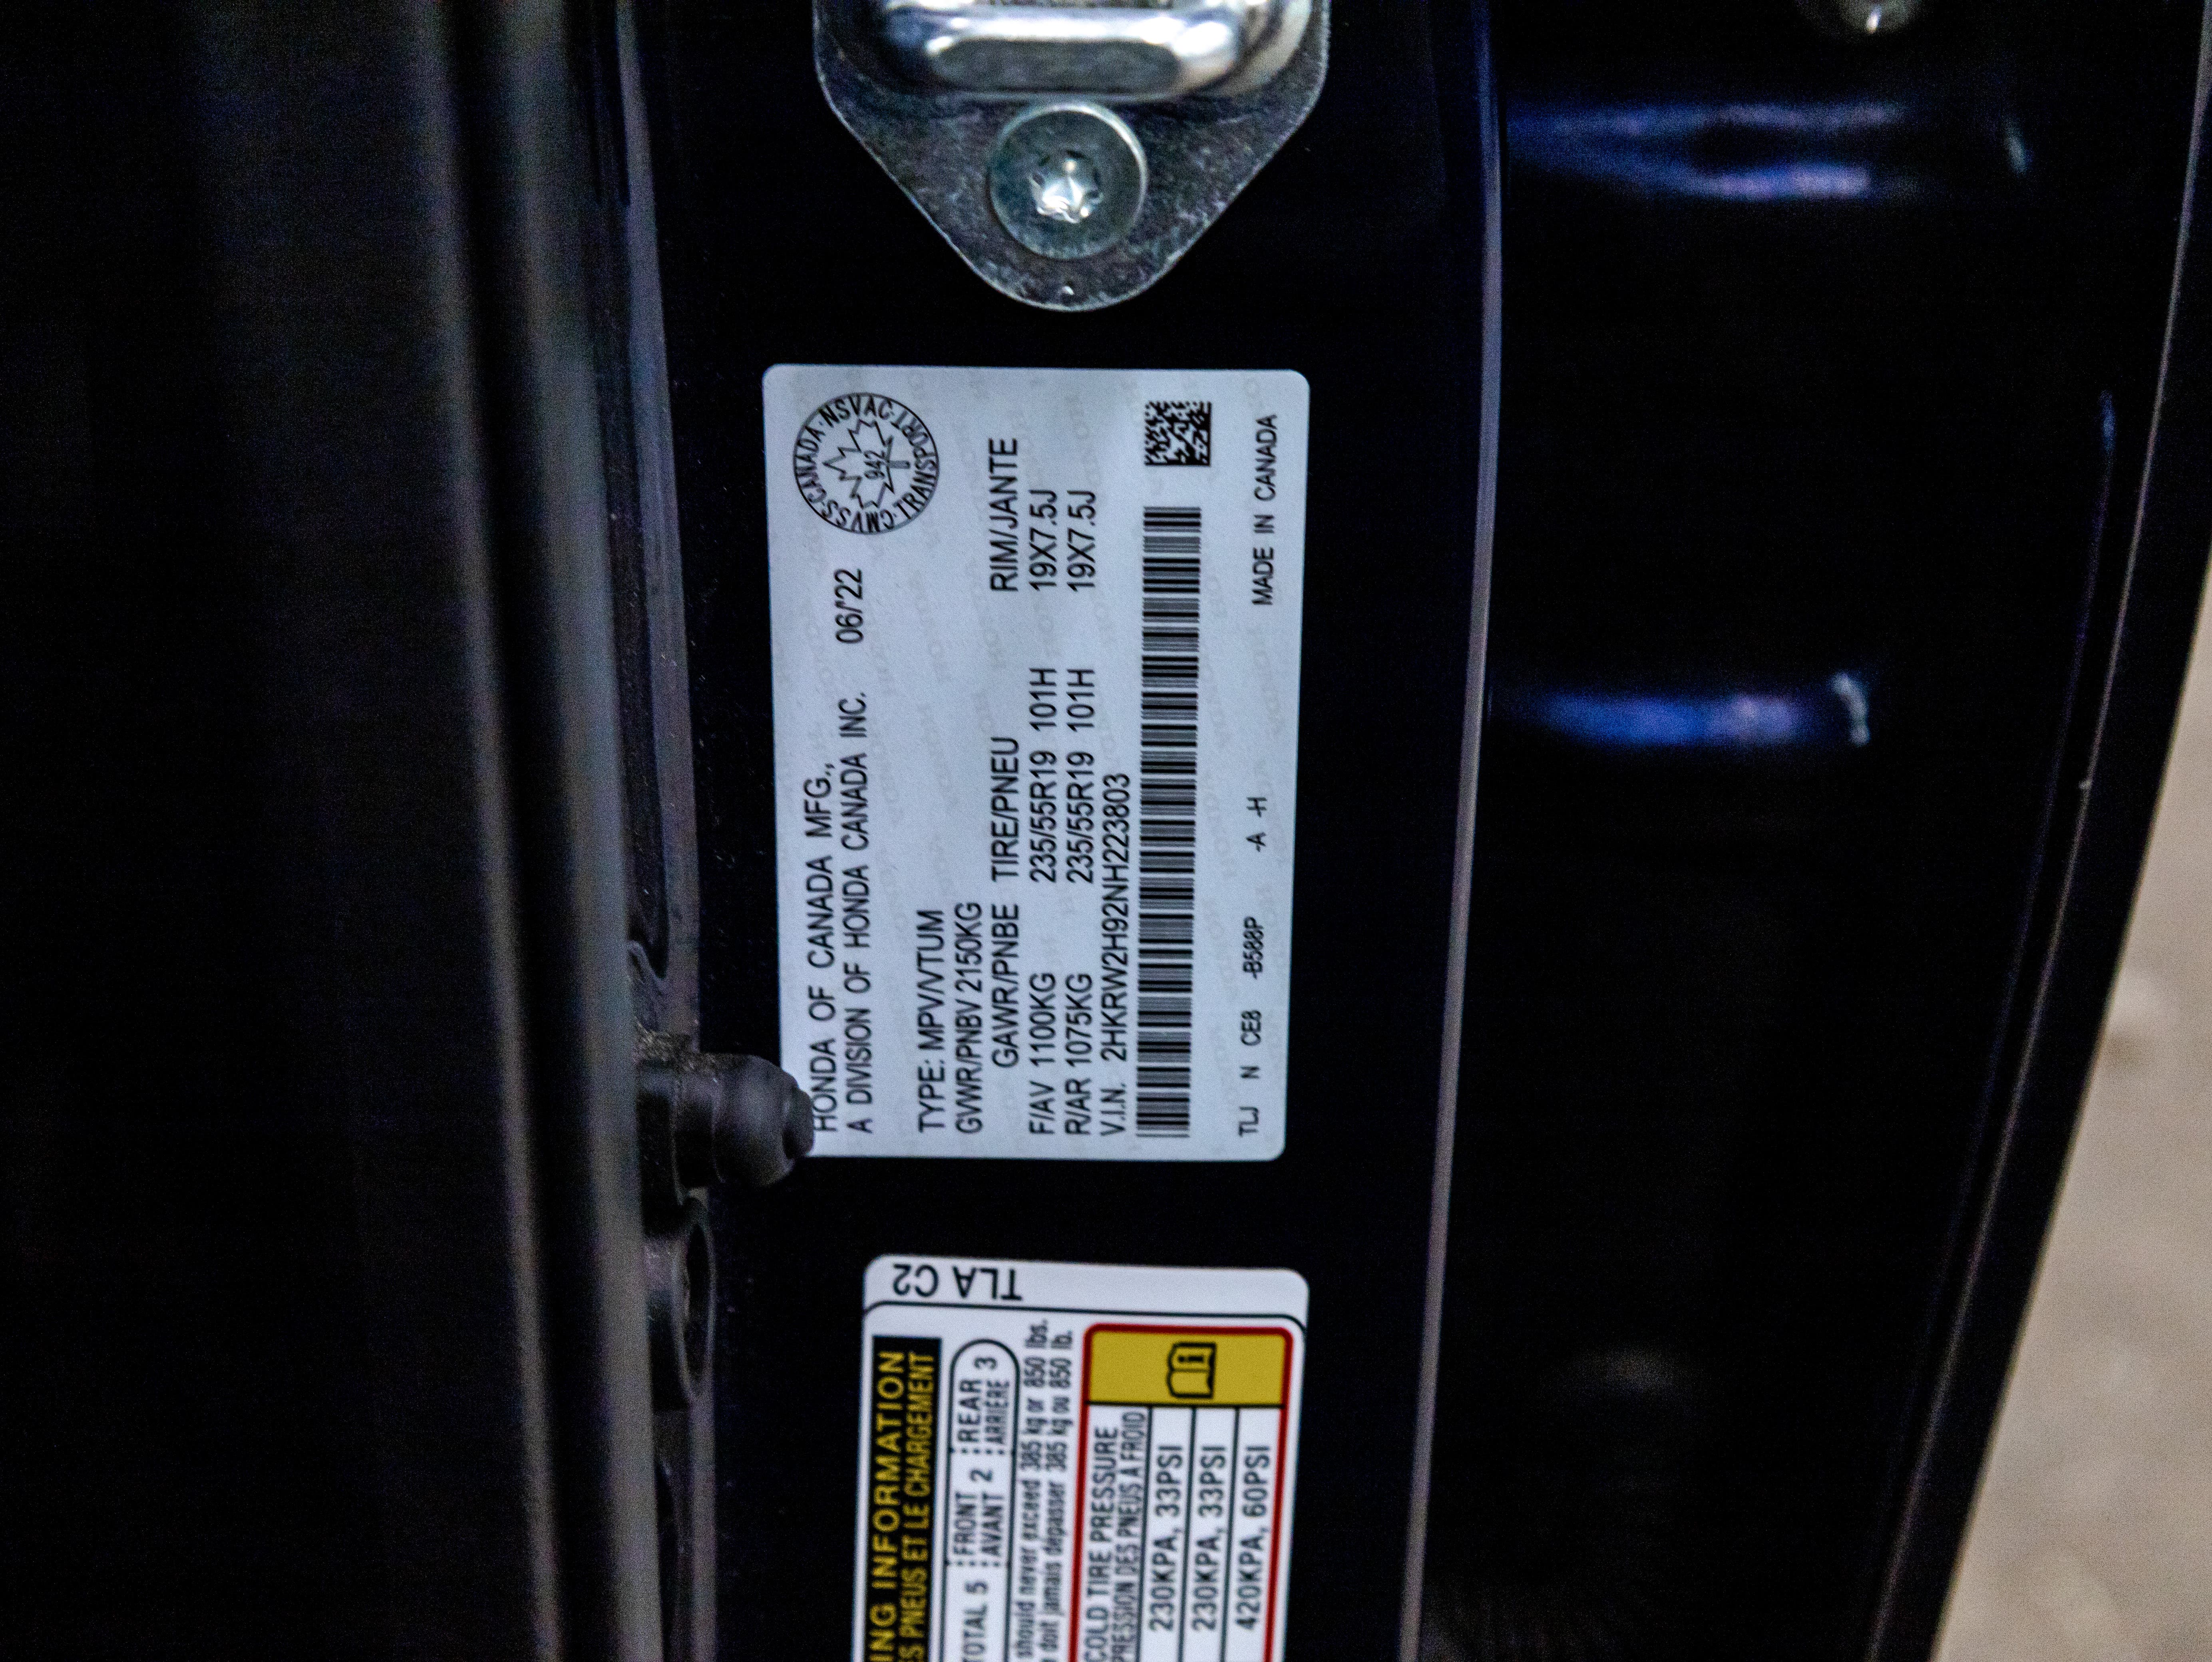 HONDA OF CANADA MFG.,
A DIVISION OF HONDA CANADA INC. 06/'22
CMVSS·CANADA·NSVAC·TRANSPORT
942
TYPE: MPV/VTUM
GVWR/PNBV 2150KG
GAWR/PNBE TIRE/PNEU RIM/JANTE
F/AV 1100KG 235/55R19 101H 19X7.5J
R/AR 1075KG 235/55R19 101H 19X7.5J
V.I.N. 2HKRW2H92NH223803
TLJ N CE8 -B588P -A -H MADE IN CANADA
TLA C2
ING INFORMATION
PNEUS ET LE CHARGEMENT
TOTAL 5 FRONT 2 REAR 3
AVANT ARRIÈRE
should never exceed 385 kg or 850 lbs.
doit jamais dépasser 385 kg ou 850 lb.
COLD TIRE PRESSURE
PRESSION DES PNEUS A FROID
230KPA, 33PSI
230KPA, 33PSI
420KPA, 60PSI